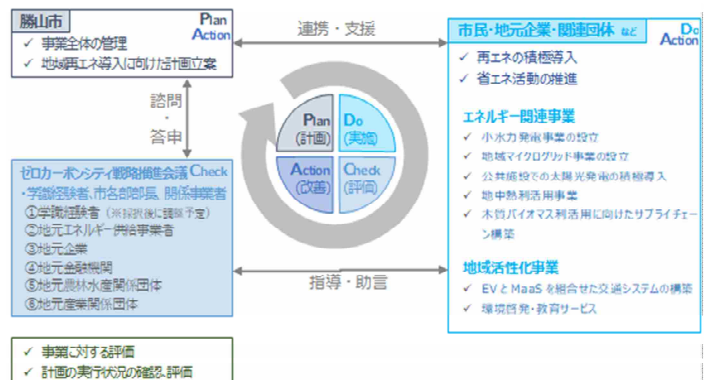 勝山市
Plan
Action
✓ 事業全体の管理
✓ 地域再エネ導入に向けた計画立案
連携・支援
市民・地元企業・関連団体 など
Do
Action
✓ 再エネの積極導入
✓ 省エネ活動の推進
エネルギー関連事業
✓ 小水力発電事業の設立
✓ 地域マイクログリッド事業の設立
✓ 公共施設での太陽光発電の積極導入
✓ 地中熱利活用事業
✓ 木質バイオマス利活用に向けたサプライチェー
ン構築
地域活性化事業
✓ EVとMaaSを組合せた交通システムの構築
✓ 環境啓発・教育サービス
諮問
・
答申
Plan
(計画)
Do
(実施)
Action
(改善)
Check
(評価)
ゼロカーボンシティ戦略推進会議 Check
・学識経験者、市各部部長、関係事業者
①学識経験者（※採択後に調整予定）
②地元エネルギー供給事業者
③地元企業
④地元金融機関
⑤地元農林水産関係団体
⑥地元産業関係団体
指導・助言
✓ 事業に対する評価
✓ 計画の実行状況の確認、評価